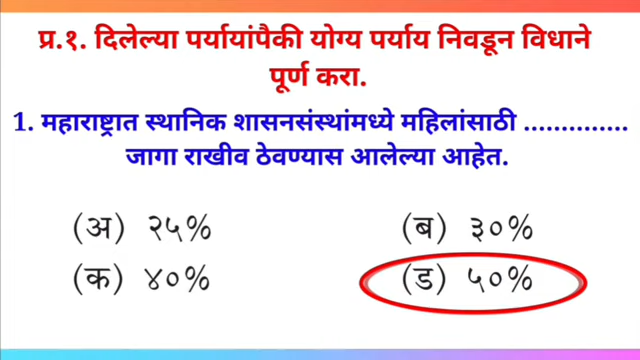 प्र.१. दिलेल्या पर्यायांपैकी योग्य पर्याय निवडून विधाने
पूर्ण करा.
1. महाराष्ट्रात स्थानिक शासनसंस्थांमध्ये महिलांसाठी ...............
जागा राखीव ठेवण्यास आलेल्या आहेत.
(अ) २५% (ब) ३०%
(क) ४०% (ड) ५०%